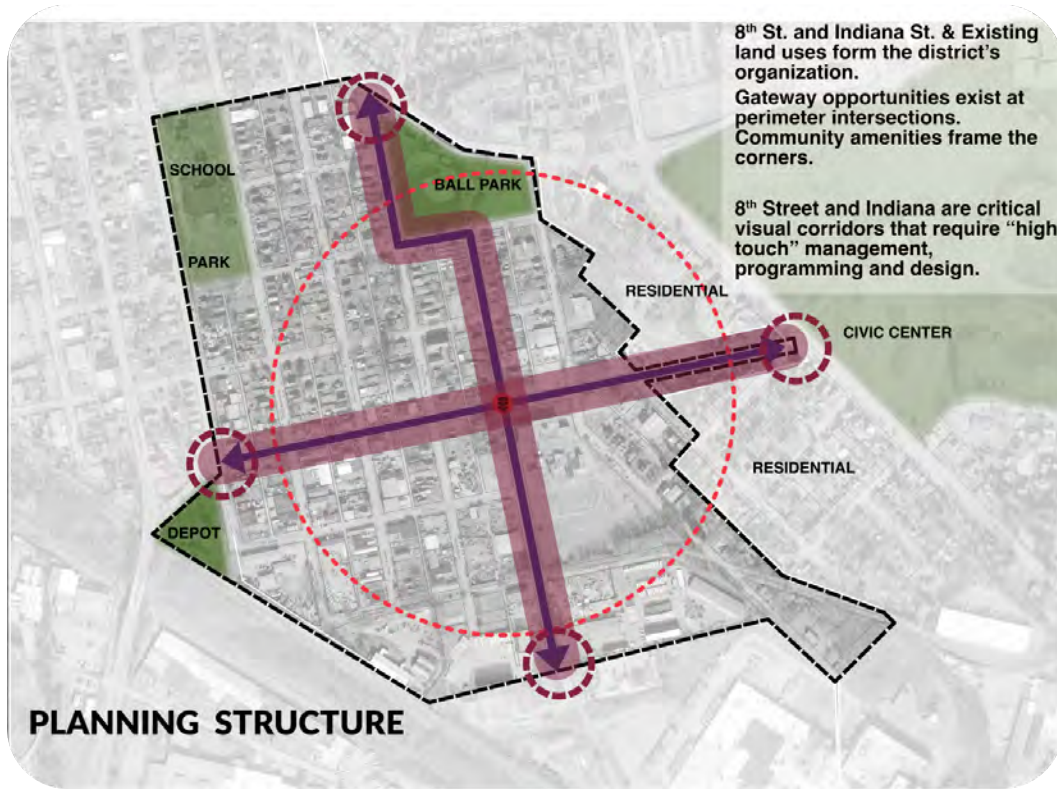 8th St. and Indiana St. & Existing
land uses form the district's
organization.
Gateway opportunities exist at
perimeter intersections.
Community amenities frame the
corners.
8th Street and Indiana are critical
visual corridors that require “high
touch” management,
programming and design.
SCHOOL
BALL PARK
PARK
RESIDENTIAL
CIVIC CENTER
RESIDENTIAL
DEPOT
PLANNING STRUCTURE